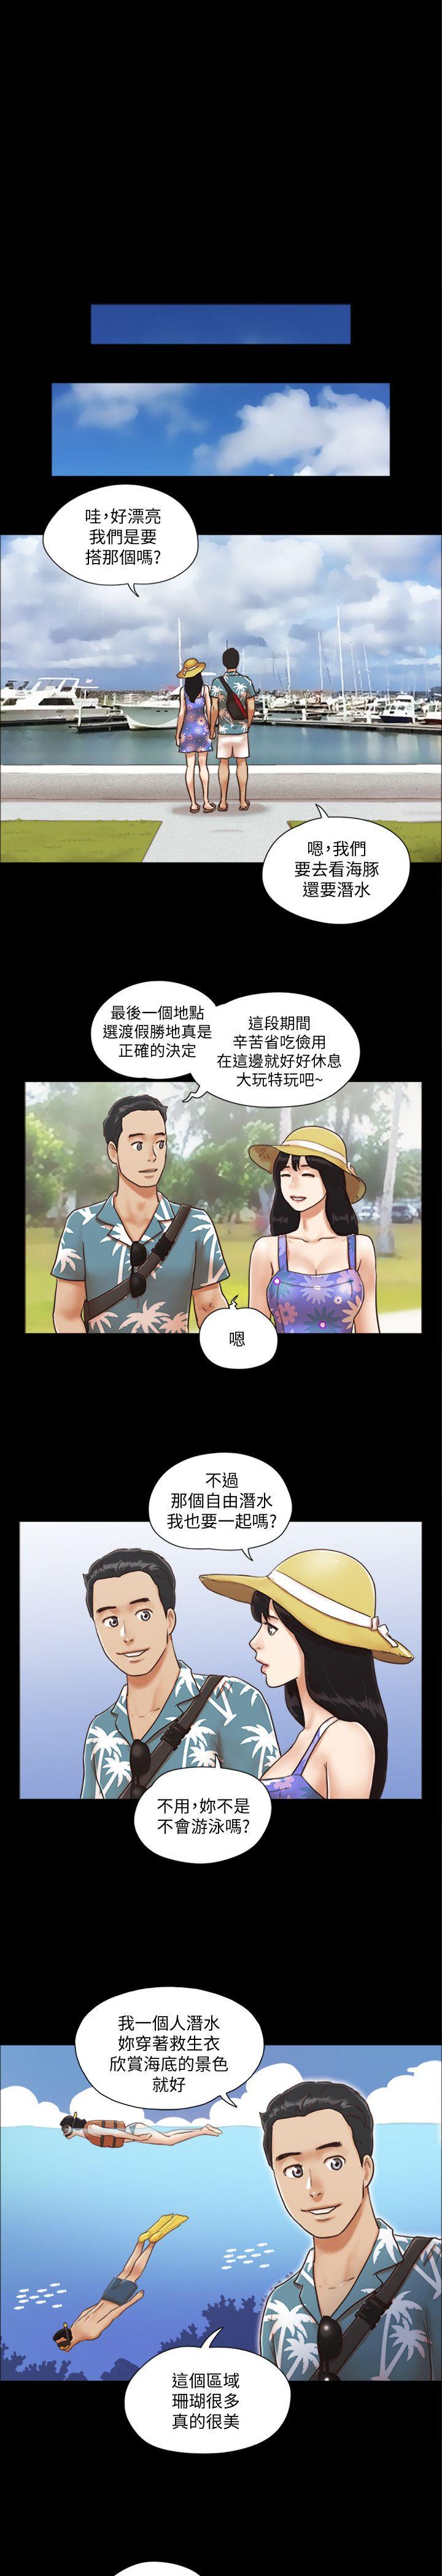 哇,好漂亮
我們是要
搭那個嗎?
嗯,我們
要去看海豚
還要潛水
最後一個地點
選渡假勝地真是
正確的決定
這段期間
辛苦省吃儉用
在這邊就好好休息
大玩特玩吧~
嗯
不過
那個自由潛水
我也要一起嗎?
不用,妳不是
不會游泳嗎?
我一個人潛水
妳穿著救生衣
欣賞海底的景色
就好
這個區域
珊瑚很多
真的很美